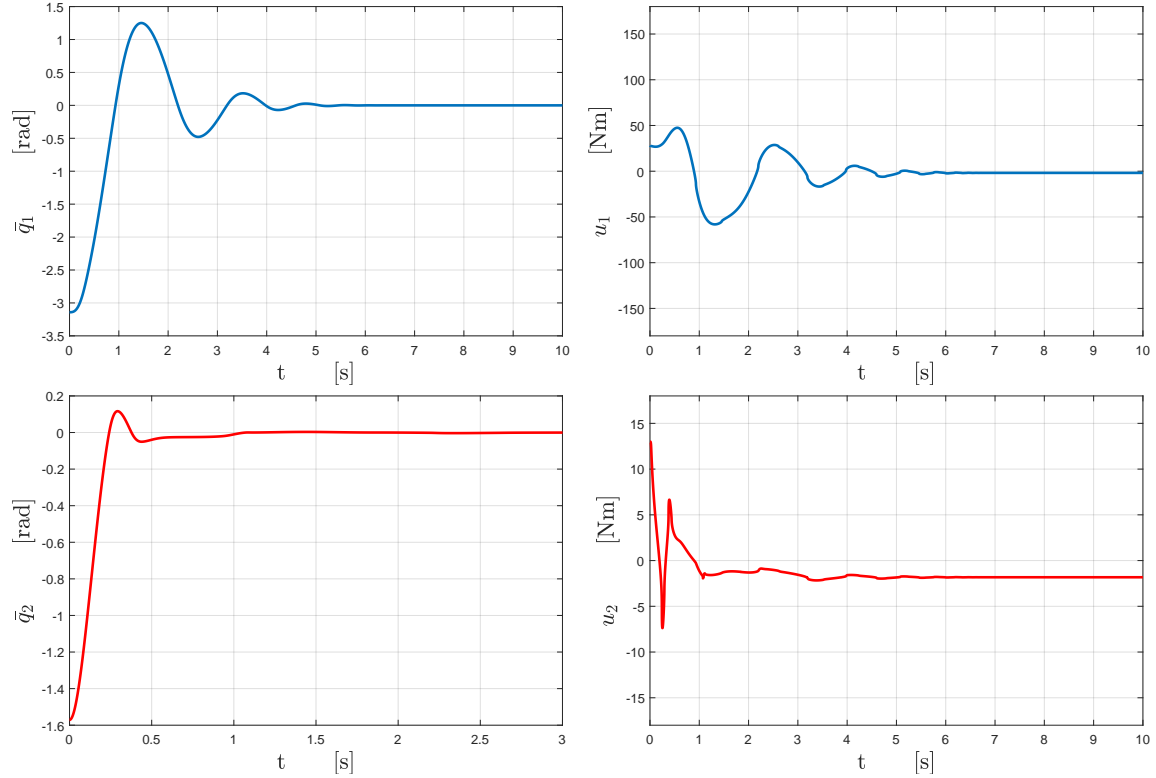 1.5
1
0.5
0
-0.5
-1
-1.5
-2
-2.5
-3
-3.5
0 1 2 3 4 5 6 7 8 9 10
t [s]
q̄₁ [rad]
150
100
50
0
-50
-100
-150
0 1 2 3 4 5 6 7 8 9 10
t [s]
u₁ [Nm]
0.2
0
-0.2
-0.4
-0.6
-0.8
-1
-1.2
-1.4
-1.6
0 0.5 1 1.5 2 2.5 3
t [s]
q̄₂ [rad]
15
10
5
0
-5
-10
-15
0 1 2 3 4 5 6 7 8 9 10
t [s]
u₂ [Nm]